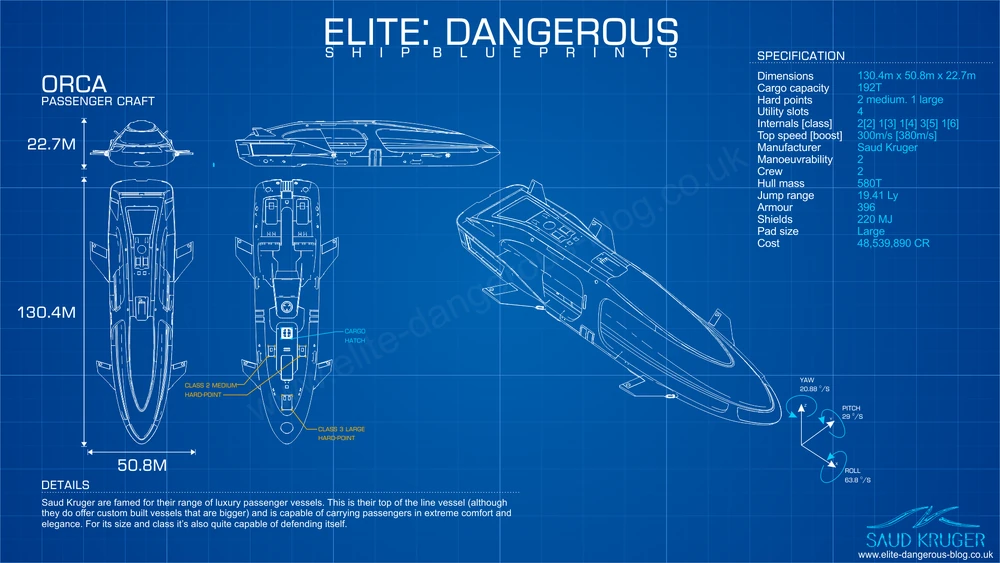 ELITE: DANGEROUS
SHIP BLUEPRINTS
ORCA
PASSENGER CRAFT
22.7M
130.4M
50.8M
CARGO
HATCH
CLASS 2 MEDIUM
HARD-POINT
CLASS 3 LARGE
HARD-POINT
SPECIFICATION
Dimensions 130.4m x 50.8m x 22.7m
Cargo capacity 192T
Hard points 2 medium. 1 large
Utility slots 4
Internals [class] 2[2] 1[3] 1[4] 3[5] 1[6]
Top speed [boost] 300m/s [380m/s]
Manufacturer Saud Kruger
Manoeuvrability 2
Crew 2
Hull mass 580T
Jump range 19.41 Ly
Armour 396
Shields 220 MJ
Pad size Large
Cost 48,539,890 CR
YAW
20.88 °/S
PITCH
29 °/S
ROLL
63.8 °/S
DETAILS
Saud Kruger are famed for their range of luxury passenger vessels. This is their top of the line vessel (although
they do offer custom built vessels that are bigger) and is capable of carrying passengers in extreme comfort and
elegance. For its size and class it's also quite capable of defending itself.
SAUD KRUGER
www.elite-dangerous-blog.co.uk
www.elite-dangerous-blog.co.uk